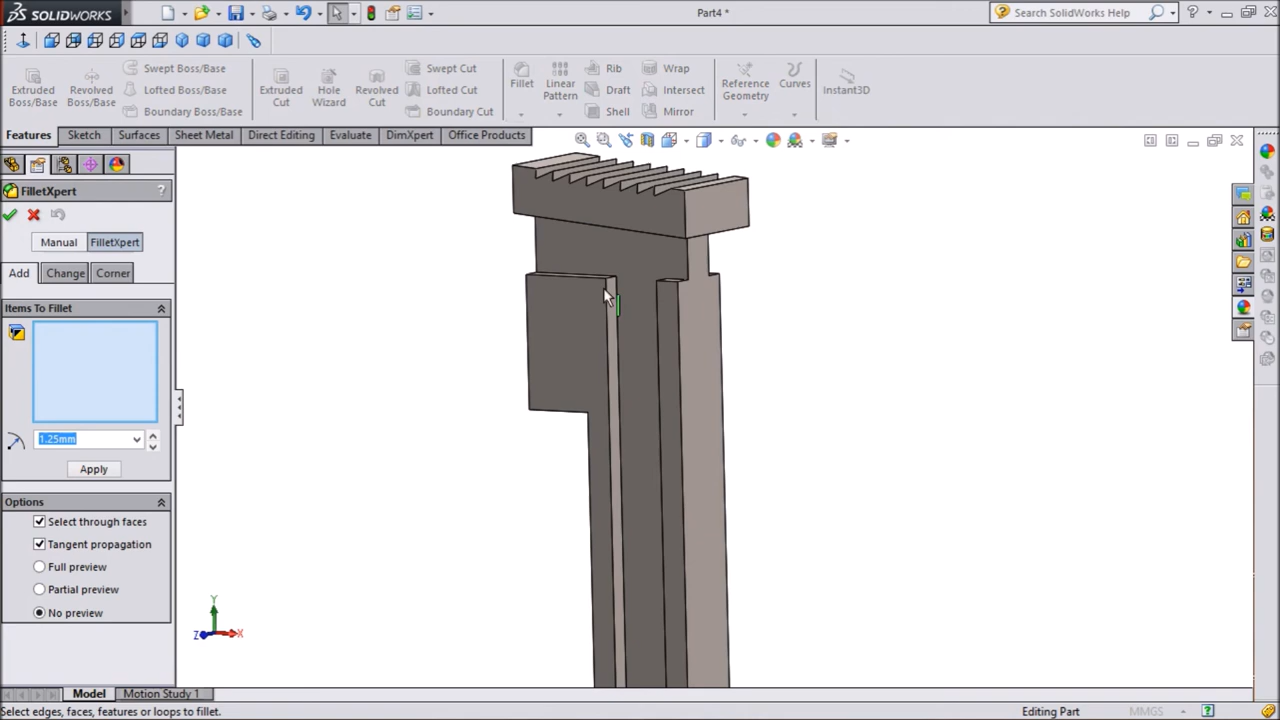 SOLIDWORKS
Part4 *
Search SolidWorks Help
Extruded Boss/Base
Revolved Boss/Base
Swept Boss/Base
Lofted Boss/Base
Boundary Boss/Base
Extruded Cut
Hole Wizard
Revolved Cut
Swept Cut
Lofted Cut
Boundary Cut
Fillet
Linear Pattern
Rib
Draft
Shell
Wrap
Intersect
Mirror
Reference Geometry
Curves
Instant3D
Features
Sketch
Surfaces
Sheet Metal
Direct Editing
Evaluate
DimXpert
Office Products
FilletXpert
?
Manual
FilletXpert
Add
Change
Corner
Items To Fillet
1.25mm
Apply
Options
Select through faces
Tangent propagation
Full preview
Partial preview
No preview
Y
Z
X
Model
Motion Study 1
Select edges, faces, features or loops to fillet.
Editing Part
MMGS